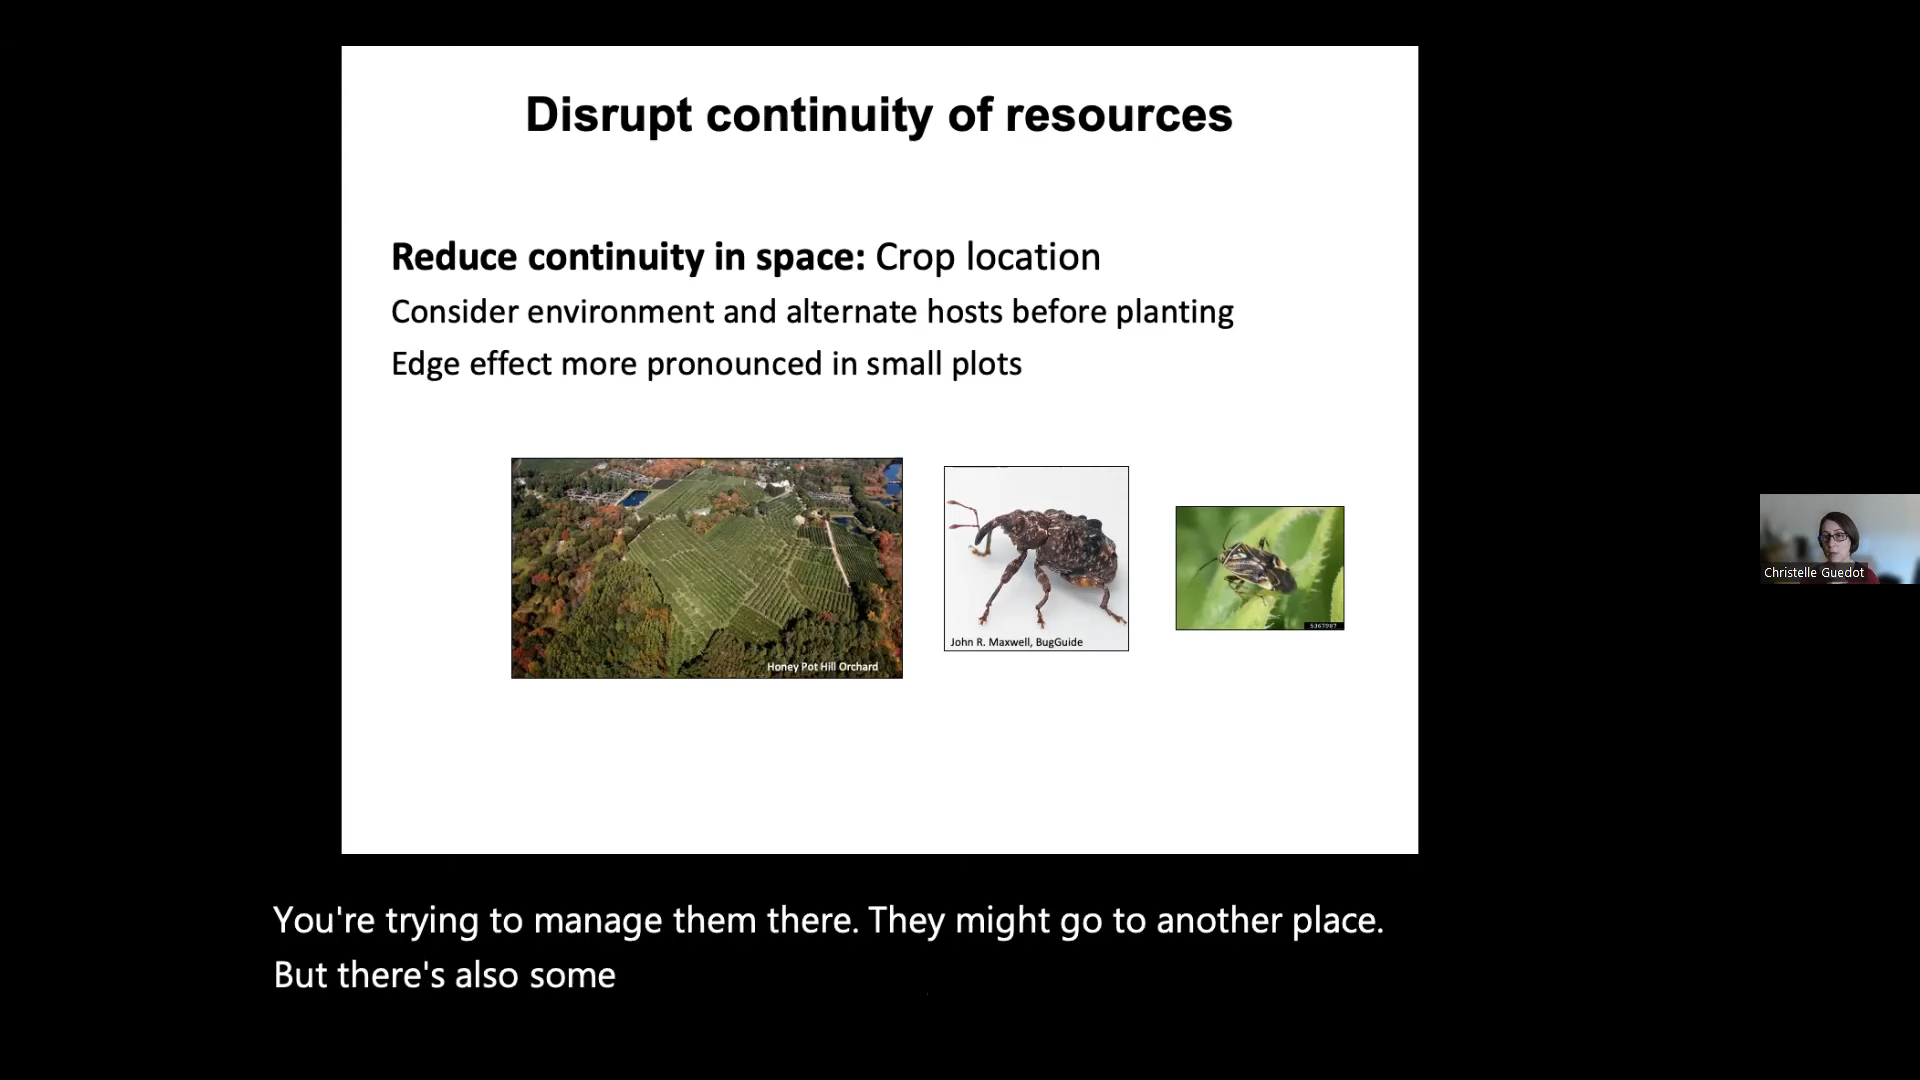 Disrupt continuity of resources
Reduce continuity in space: Crop location
Consider environment and alternate hosts before planting
Edge effect more pronounced in small plots
Honey Pot Hill Orchard
John R. Maxwell, BugGuide
5367987
Christelle Guedot
You're trying to manage them there. They might go to another place.
But there's also some